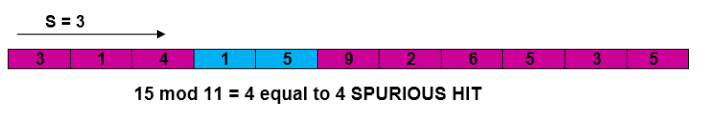 S = 3
3 1 4 1 5 9 2 6 5 3 5
15 mod 11 = 4 equal to 4 SPURIOUS HIT